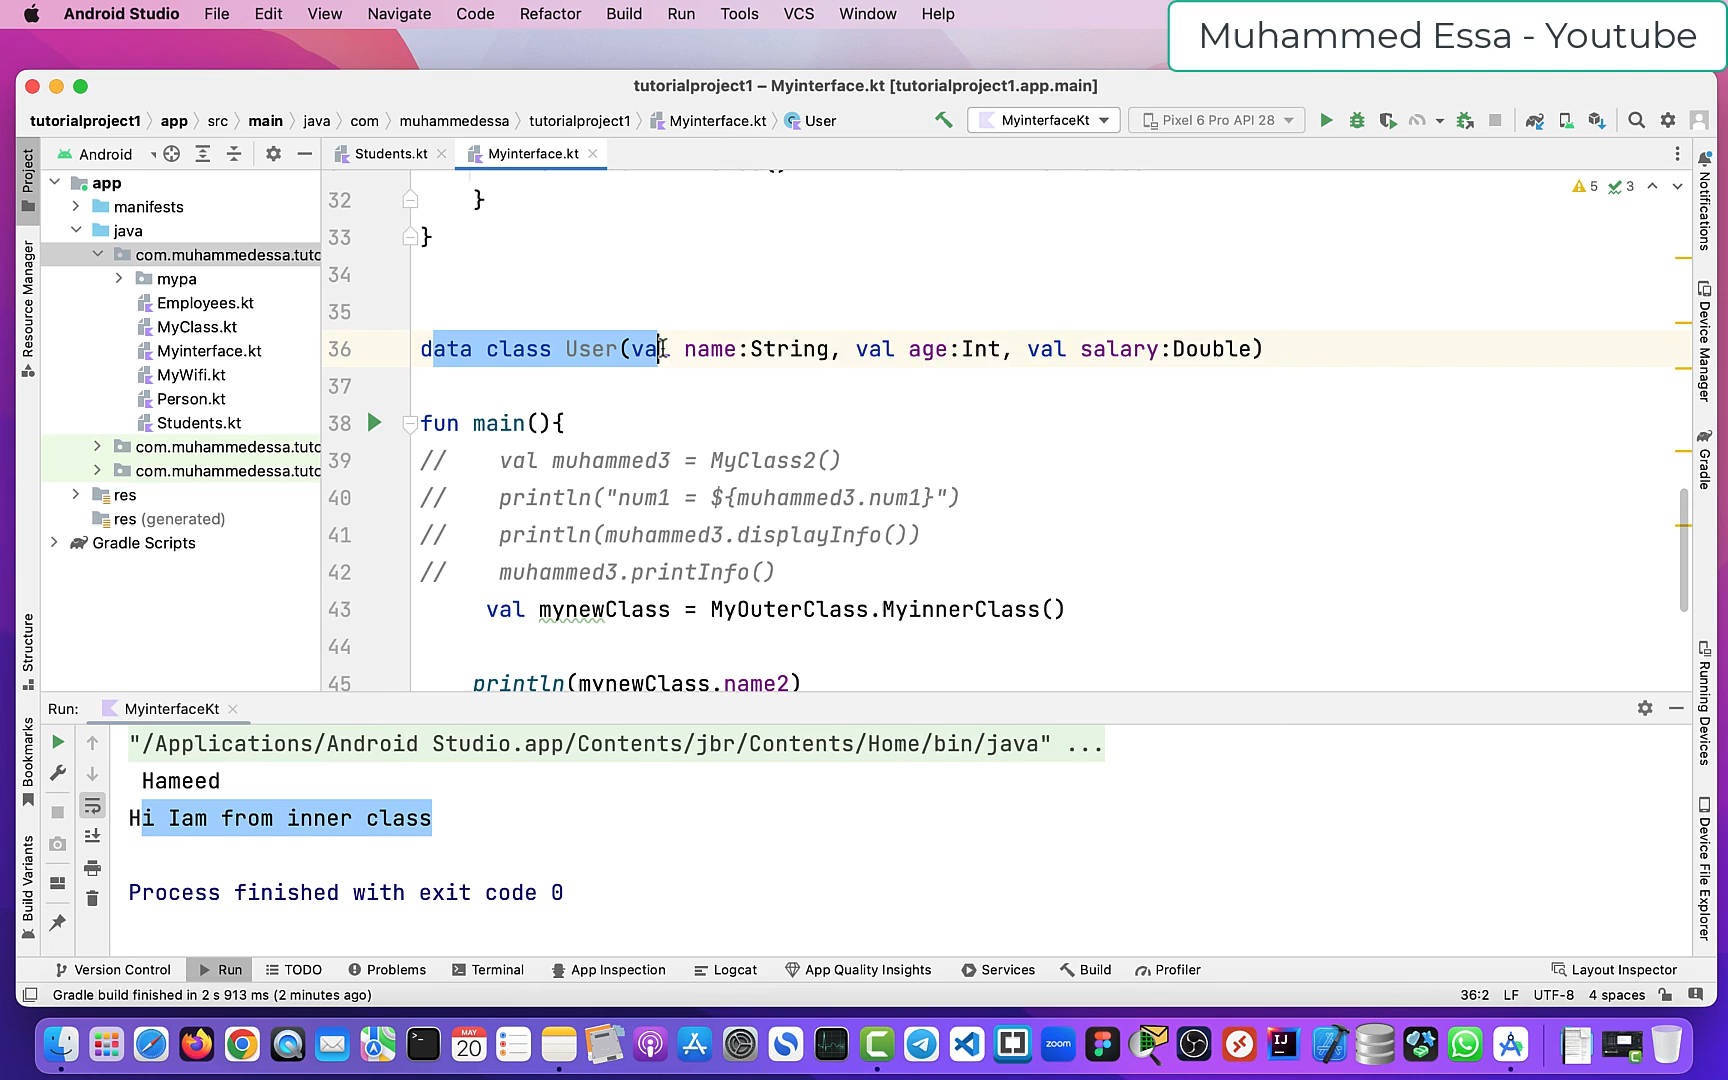 Android Studio File Edit View Navigate Code Refactor Build Run Tools VCS Window Help
Muhammed Essa - Youtube
tutorialproject1 – Myinterface.kt [tutorialproject1.app.main]
tutorialproject1 app src main java com muhammedessa tutorialproject1 Myinterface.kt User
MyinterfaceKt
Pixel 6 Pro API 28
Android
Students.kt
Myinterface.kt
Project
Resource Manager
Structure
Bookmarks
Build Variants
app
manifests
java
com.muhammedessa.tuto
mypa
Employees.kt
MyClass.kt
Myinterface.kt
MyWifi.kt
Person.kt
Students.kt
com.muhammedessa.tuto
com.muhammedessa.tuto
res
res (generated)
Gradle Scripts
5 3
32 }
33 }
34
35
36 data class User(val name:String, val age:Int, val salary:Double)
37
38 fun main(){
39 // val muhammed3 = MyClass2()
40 // println("num1 = ${muhammed3.num1}")
41 // println(muhammed3.displayInfo())
42 // muhammed3.printInfo()
43 val mynewClass = MyOuterClass.MyinnerClass()
44
45 println(mynewClass.name2)
Notifications
Device Manager
Gradle
Running Devices
Device File Explorer
Run: MyinterfaceKt
"/Applications/Android Studio.app/Contents/jbr/Contents/Home/bin/java" ...
Hameed
Hi Iam from inner class
Process finished with exit code 0
Version Control Run TODO Problems Terminal App Inspection Logcat App Quality Insights Services Build Profiler Layout Inspector
Gradle build finished in 2 s 913 ms (2 minutes ago)
36:2 LF UTF-8 4 spaces
MAY
20
zoom
IJ